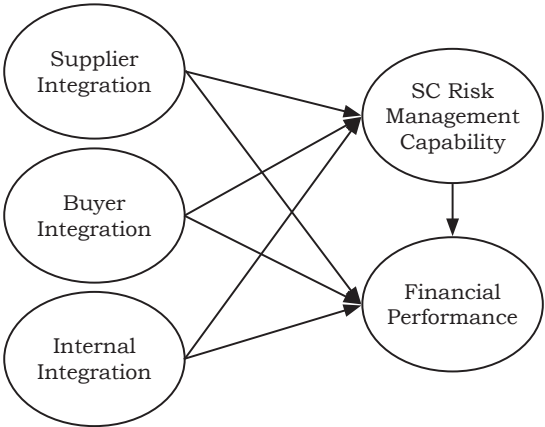 Supplier
Integration
Buyer
Integration
Internal
Integration
SC Risk
Management
Capability
Financial
Performance